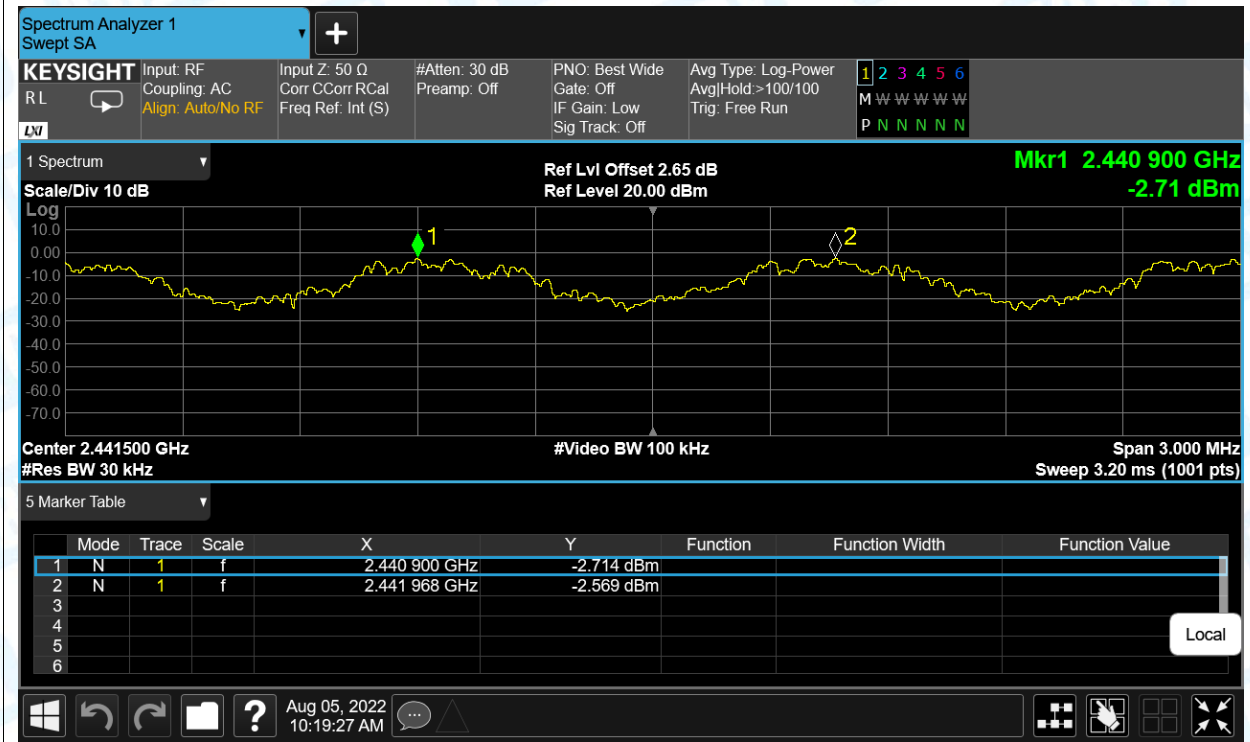 Spectrum Analyzer 1
Swept SA
KEYSIGHT
R L
LXI
Input: RF
Coupling: AC
Align: Auto/No RF
Input Z: 50 Ω
Corr CCorr RCal
Freq Ref: Int (S)
#Atten: 30 dB
Preamp: Off
PNO: Best Wide
Gate: Off
IF Gain: Low
Sig Track: Off
Avg Type: Log-Power
Avg|Hold:>100/100
Trig: Free Run
1 2 3 4 5 6
M W W W W W
P N N N N N
1 Spectrum
Scale/Div 10 dB
Ref Lvl Offset 2.65 dB
Ref Level 20.00 dBm
Mkr1 2.440 900 GHz
-2.71 dBm
Log
10.0
0.00
-10.0
-20.0
-30.0
-40.0
-50.0
-60.0
-70.0
1
2
Center 2.441500 GHz
#Res BW 30 kHz
#Video BW 100 kHz
Span 3.000 MHz
Sweep 3.20 ms (1001 pts)
5 Marker Table
Mode Trace Scale X Y Function Function Width Function Value
1 N 1 f 2.440 900 GHz -2.714 dBm
2 N 1 f 2.441 968 GHz -2.569 dBm
3
4
5
6
Local
?
Aug 05, 2022
10:19:27 AM